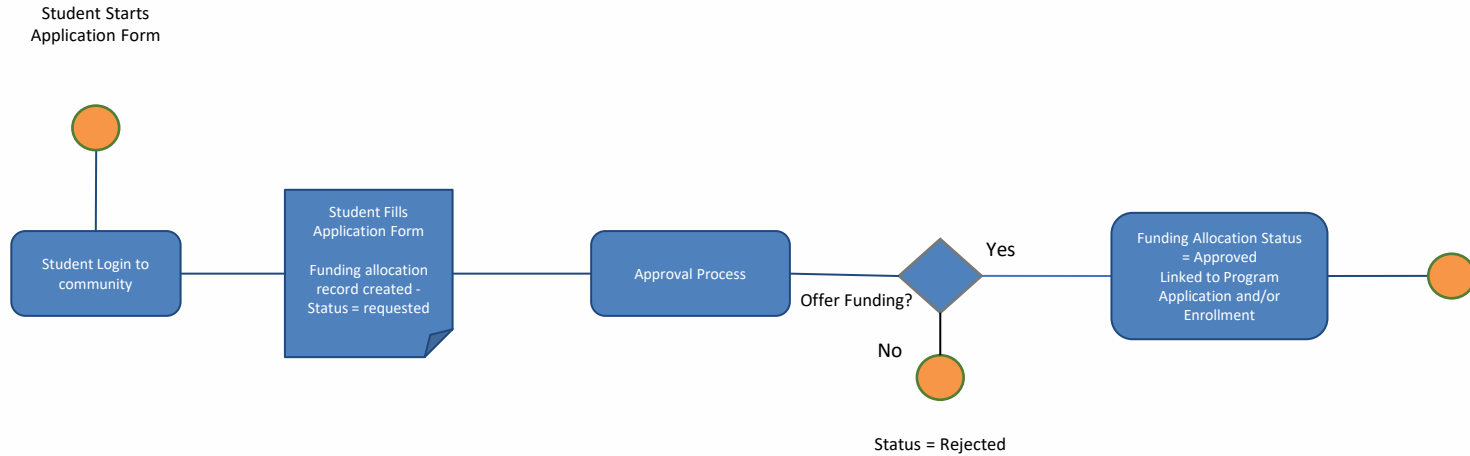 Student Starts
Application Form
Student Login to
community
Student Fills
Application Form
Funding allocation
record created -
Status = requested
Approval Process
Offer Funding?
Yes
No
Status = Rejected
Funding Allocation Status
= Approved
Linked to Program
Application and/or
Enrollment